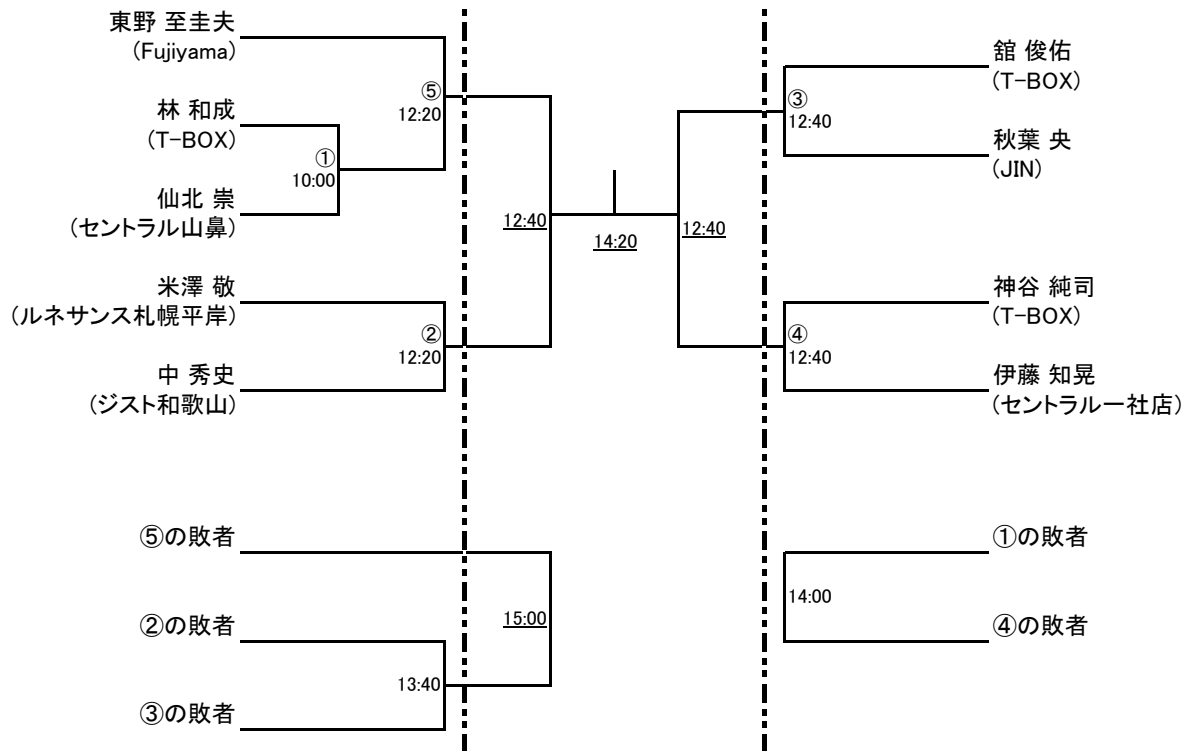 東野 至圭夫
(Fujiyama)
林 和成
(T-BOX)
仙北 崇
(セントラル山鼻)
米澤 敬
(ルネサンス札幌平岸)
中 秀史
(ジスト和歌山)
⑤
12:20
①
10:00
②
12:20
12:40
14:20
12:40
③
12:40
④
12:40
舘 俊佑
(T-BOX)
秋葉 央
(JIN)
神谷 純司
(T-BOX)
伊藤 知晃
(セントラル一社店)
⑤の敗者
②の敗者
③の敗者
13:40
15:00
14:00
①の敗者
④の敗者